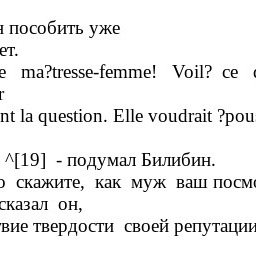 я пособить уже
ет.
е ma?tresse-femme! Voil? ce
r
nt la question. Elle voudrait ?pou
^[19] - подумал Билибин.
о скажите, как муж ваш посмо
сказал он,
твие твердости своей репутации